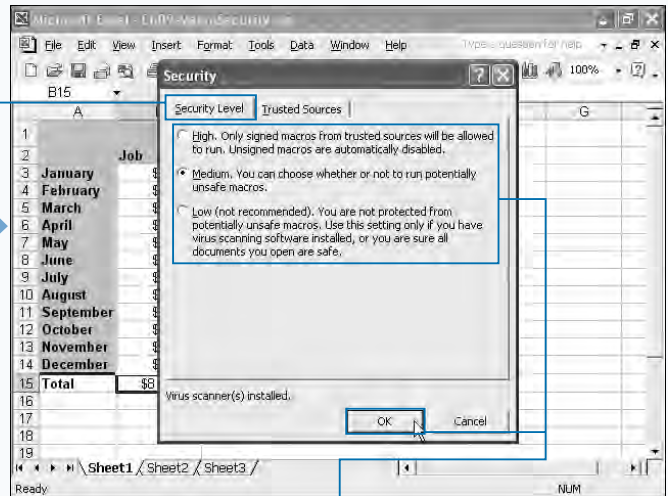 Microsoft Excel - Ch09-VirusSecurity
File Edit View Insert Format Tools Data Window Help
Type a question for help
100%
B15
Security
Security Level Trusted Sources
High. Only signed macros from trusted sources will be allowed
to run. Unsigned macros are automatically disabled.
Medium. You can choose whether or not to run potentially
unsafe macros.
Low (not recommended). You are not protected from
potentially unsafe macros. Use this setting only if you have
virus scanning software installed, or you are sure all
documents you open are safe.
Virus scanner(s) installed.
OK Cancel
A G
1
2 Job
3 January $
4 February $
5 March $
6 April $
7 May $
8 June $
9 July $
10 August $
11 September $
12 October $
13 November $
14 December $
15 Total $8
16
17
18
19
Sheet1 Sheet2 Sheet3
Ready NUM